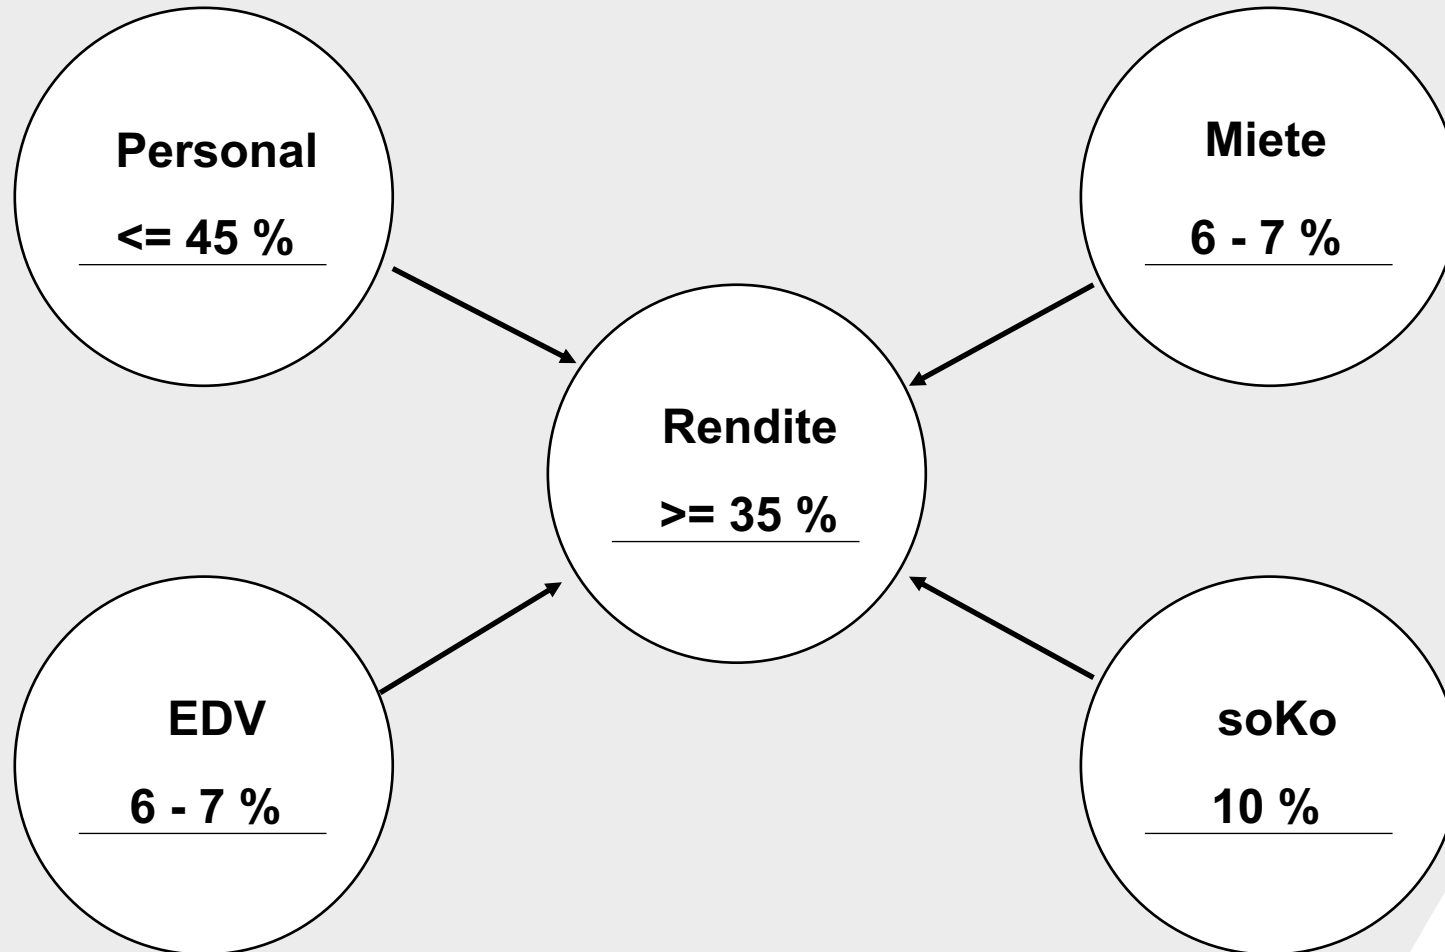 Personal
<= 45 %
Miete
6 - 7 %
Rendite
>= 35 %
EDV
6 - 7 %
soKo
10 %